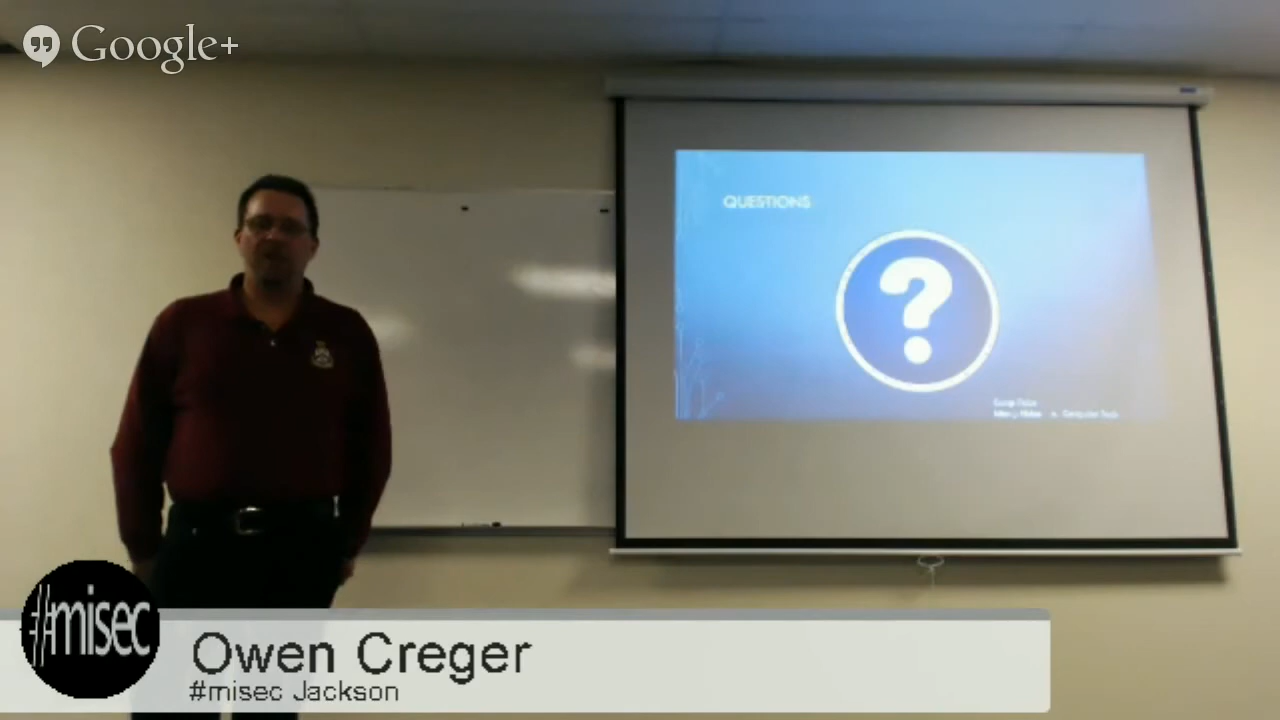 Google+
QUESTIONS
?
#misec
Owen Creger
#misec Jackson